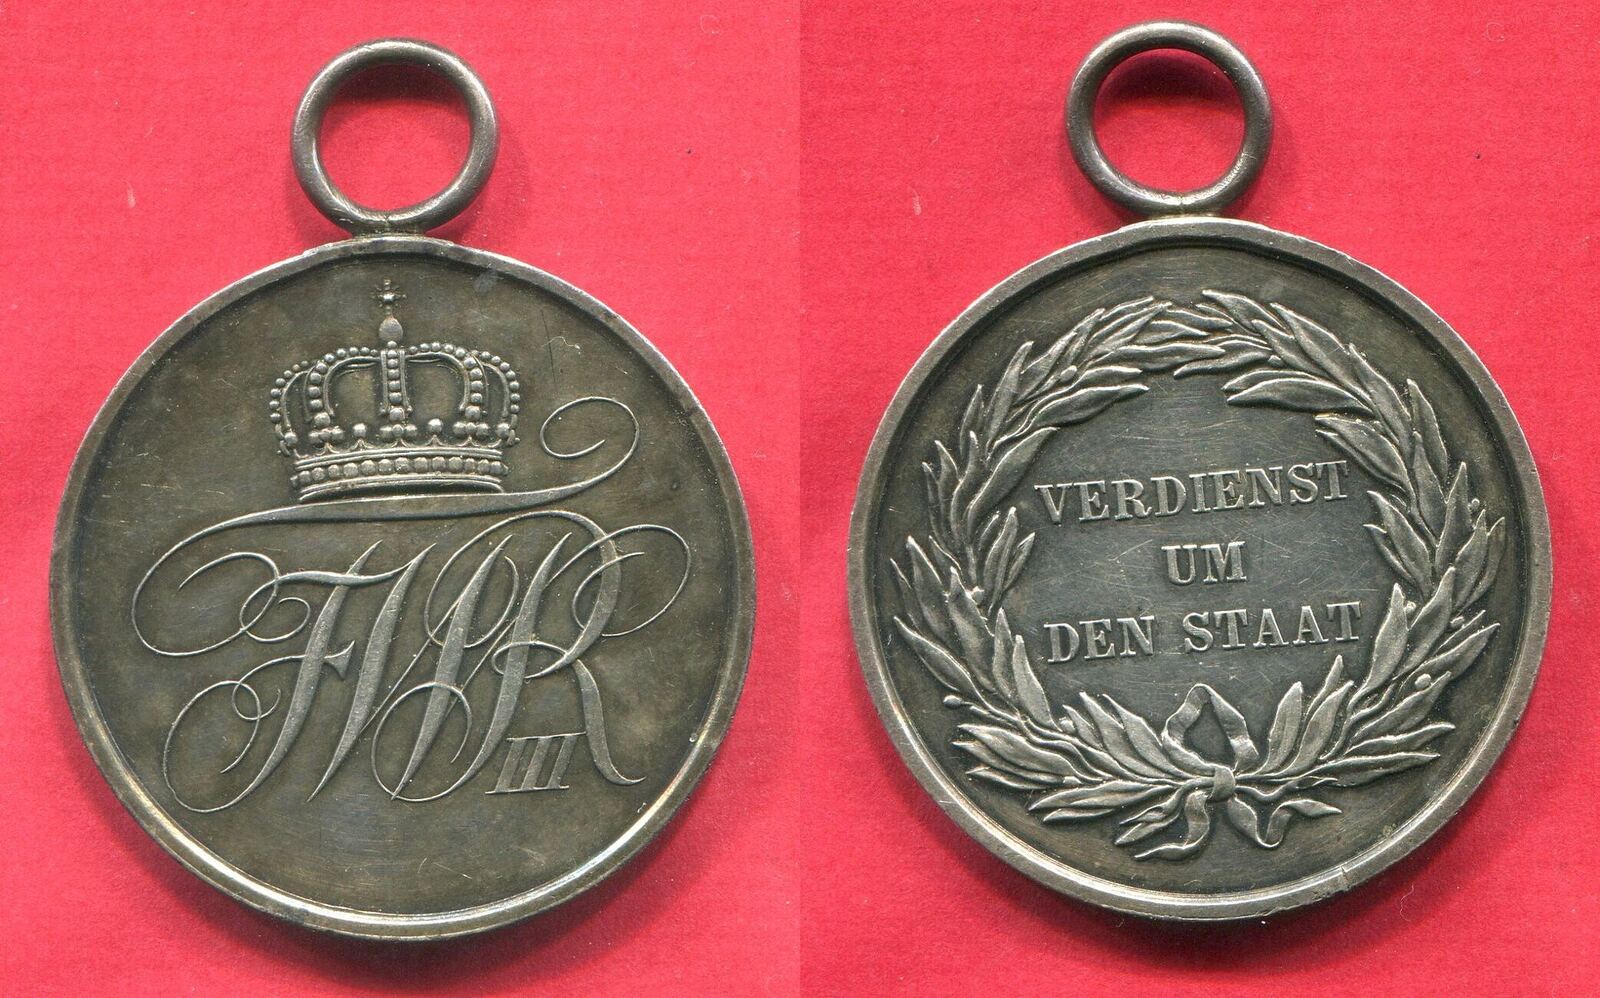 FWR
III
VERDIENST
UM
DEN STAAT